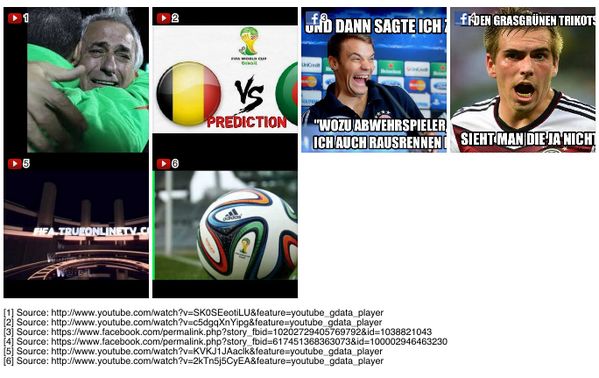 1
2
FIFA WORLD CUP
Brasil
VS
PREDICTION
3
UND DANN SAGTE ICH
"WOZU ABWEHRSPIELER,
ICH AUCH RAUSRENNEN
4
DEN GRASGRÜNEN TRIKOTS
SIEHT MAN DIE JA NICHT
5
FIFA.TRUEONLINETV.C
6
[1] Source: http://www.youtube.com/watch?v=SK0SEeotiLU&feature=youtube_gdata_player
[2] Source: http://www.youtube.com/watch?v=c5dgqXnYipg&feature=youtube_gdata_player
[3] Source: https://www.facebook.com/permalink.php?story_fbid=10202729405769792&id=1038821043
[4] Source: https://www.facebook.com/permalink.php?story_fbid=617451368363073&id=100002946463230
[5] Source: http://www.youtube.com/watch?v=KVKJ1JAaclk&feature=youtube_gdata_player
[6] Source: http://www.youtube.com/watch?v=2kTn5j5CyEA&feature=youtube_gdata_player